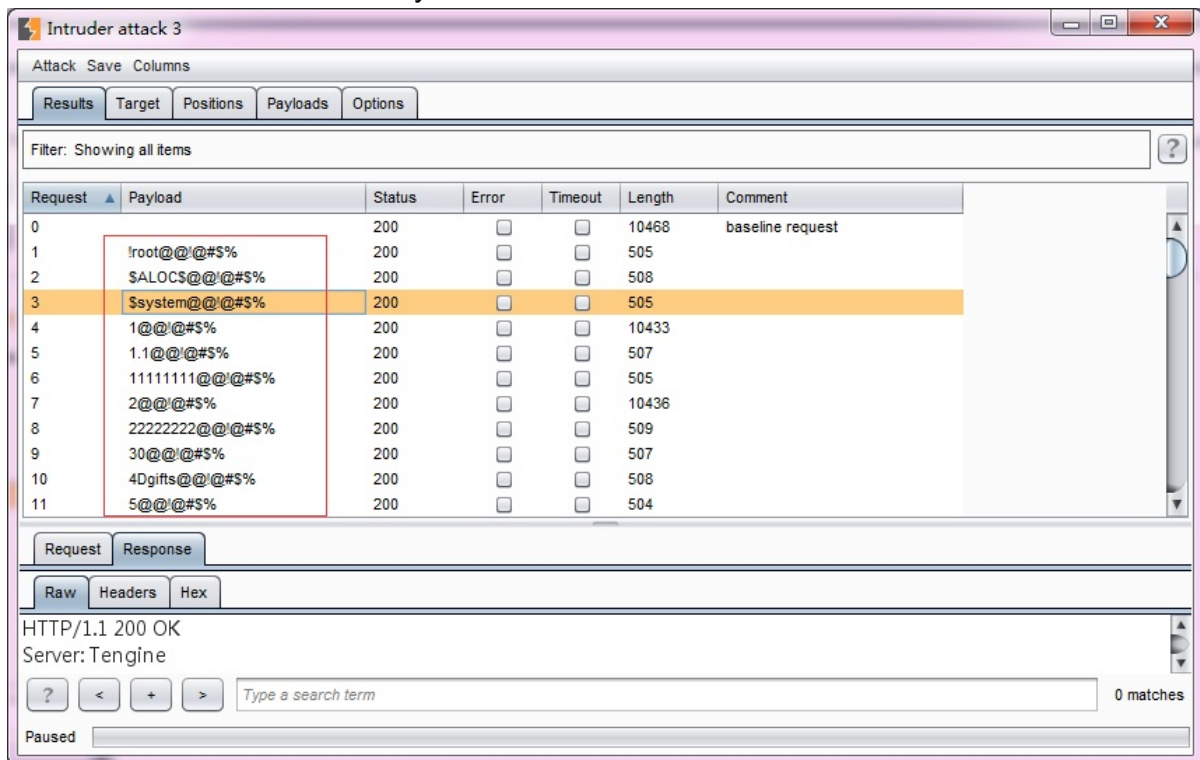 Intruder attack 3
Attack Save Columns
Results Target Positions Payloads Options
Filter: Showing all items
?
Request Payload Status Error Timeout Length Comment
0 200 10468 baseline request
1 !root@@!@#$% 200 505
2 $ALOC$@@!@#$% 200 508
3 $system@@!@#$% 200 505
4 1@@!@#$% 200 10433
5 1.1@@!@#$% 200 507
6 11111111@@!@#$% 200 505
7 2@@!@#$% 200 10436
8 22222222@@!@#$% 200 509
9 30@@!@#$% 200 507
10 4Dgifts@@!@#$% 200 508
11 5@@!@#$% 200 504
Request Response
Raw Headers Hex
HTTP/1.1 200 OK
Server: Tengine
? < + > Type a search term 0 matches
Paused